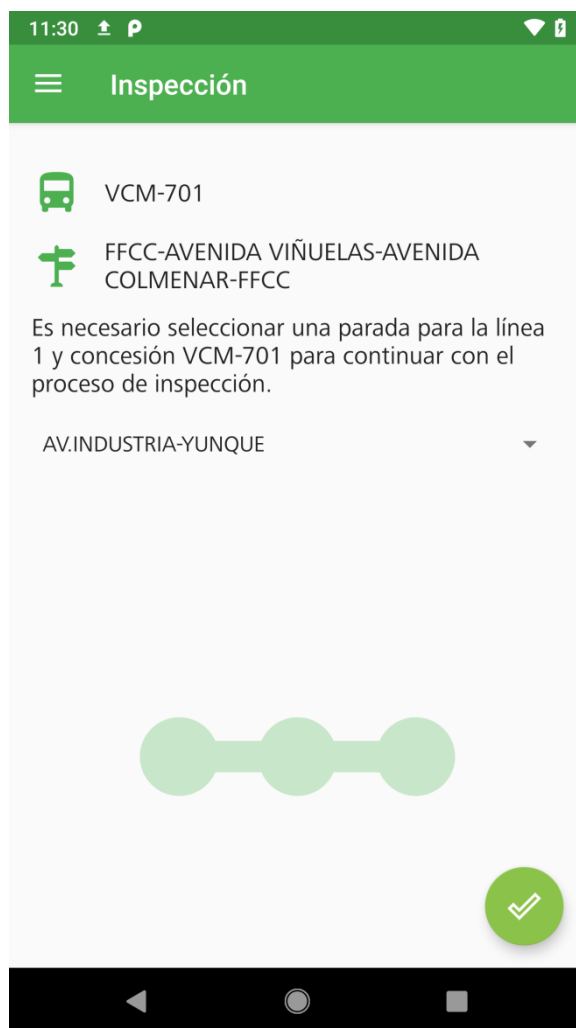 11:30
Inspección
VCM-701
FFCC-AVENIDA VIÑUELAS-AVENIDA
COLMENAR-FFCC
Es necesario seleccionar una parada para la línea
1 y concesión VCM-701 para continuar con el
proceso de inspección.
AV.INDUSTRIA-YUNQUE